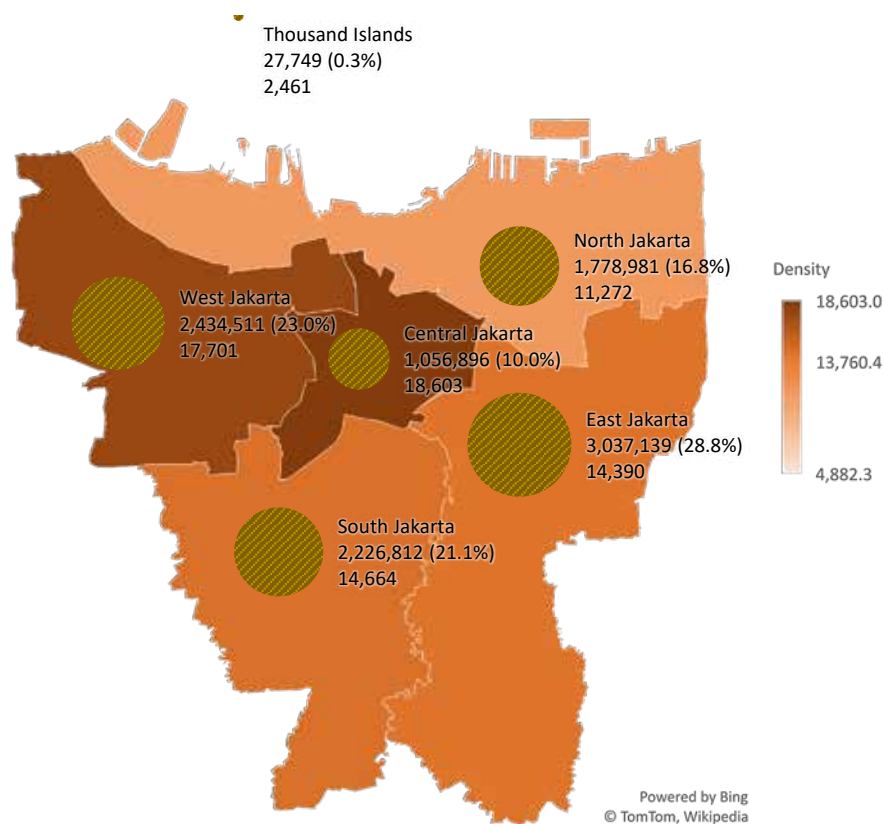 Thousand Islands
27,749 (0.3%)
2,461
North Jakarta
1,778,981 (16.8%)
11,272
West Jakarta
2,434,511 (23.0%)
17,701
Central Jakarta
1,056,896 (10.0%)
18,603
East Jakarta
3,037,139 (28.8%)
14,390
South Jakarta
2,226,812 (21.1%)
14,664
Density
18,603.0
13,760.4
4,882.3
Powered by Bing
© TomTom, Wikipedia